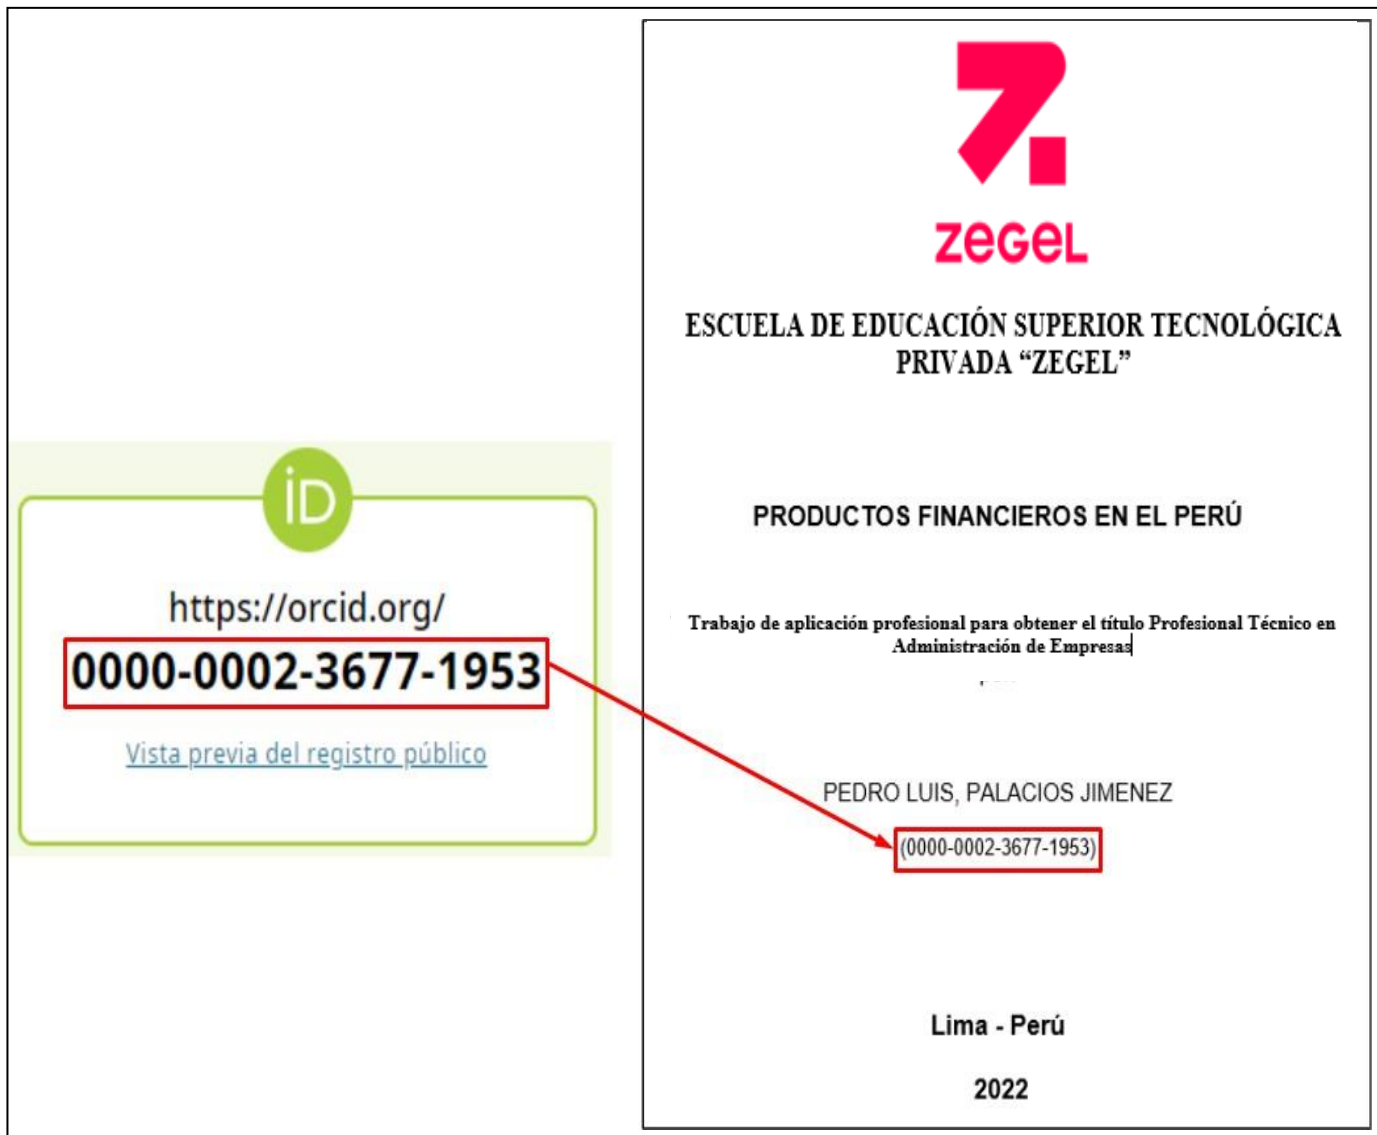 iD
https://orcid.org/
0000-0002-3677-1953
Vista previa del registro público
zeGeL
ESCUELA DE EDUCACIÓN SUPERIOR TECNOLÓGICA
PRIVADA “ZEGEL”
PRODUCTOS FINANCIEROS EN EL PERÚ
Trabajo de aplicación profesional para obtener el título Profesional Técnico en
Administración de Empresas
PEDRO LUIS, PALACIOS JIMENEZ
(0000-0002-3677-1953)
Lima - Perú
2022